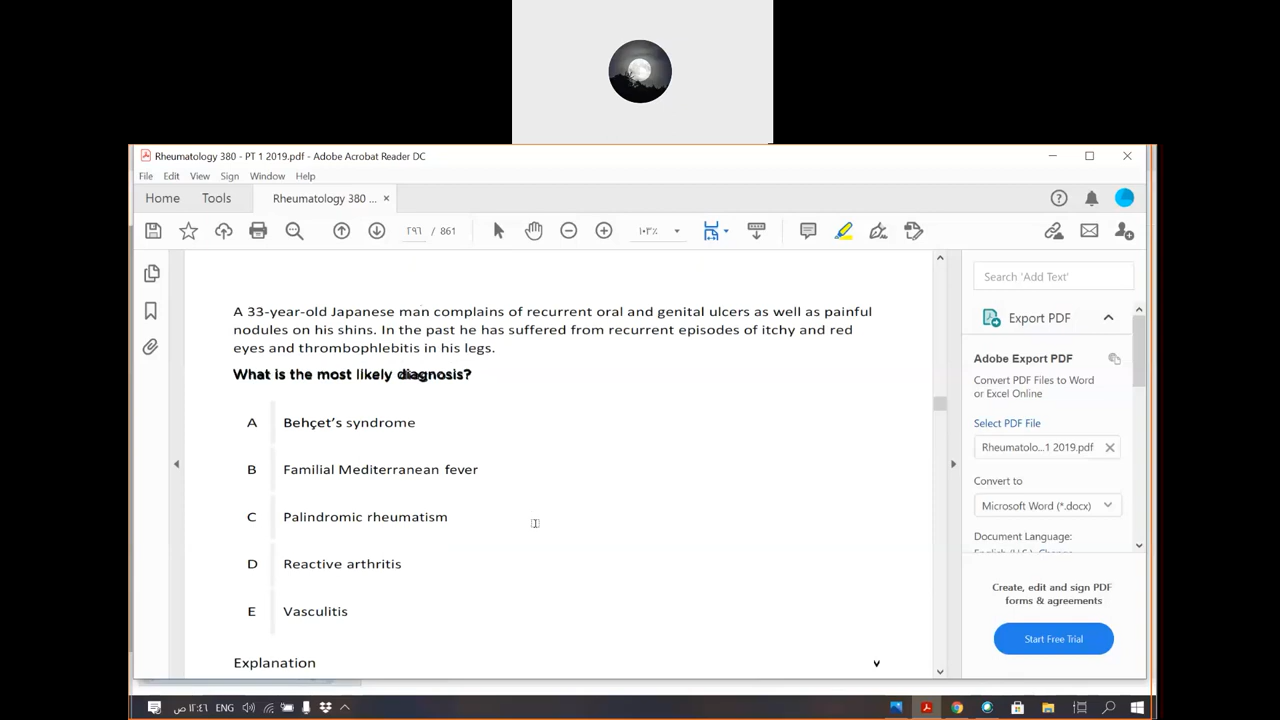 Rheumatology 380 - PT 1 2019.pdf - Adobe Acrobat Reader DC
File Edit View Sign Window Help
Home Tools Rheumatology 380 ... ×
٢٩٦ / 861 ١٠٣٪
Search 'Add Text'
Export PDF
Adobe Export PDF
Convert PDF Files to Word
or Excel Online
Select PDF File
Rheumatolo...1 2019.pdf
Convert to
Microsoft Word (*.docx)
Document Language:
Create, edit and sign PDF
forms & agreements
Start Free Trial
A 33-year-old Japanese man complains of recurrent oral and genital ulcers as well as painful
nodules on his shins. In the past he has suffered from recurrent episodes of itchy and red
eyes and thrombophlebitis in his legs.
What is the most likely diagnosis?
A Behçet's syndrome
B Familial Mediterranean fever
C Palindromic rheumatism
D Reactive arthritis
E Vasculitis
Explanation
ص ١٢:٤٦ ENG